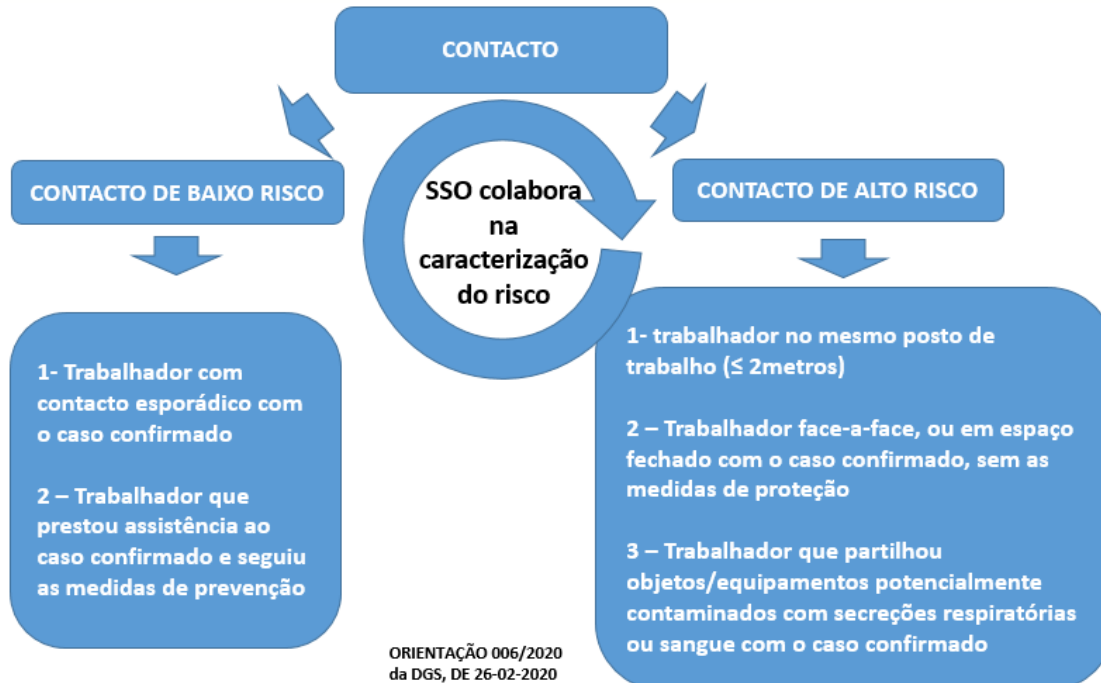 CONTACTO
CONTACTO DE BAIXO RISCO
SSO colabora
na
caracterização
do risco
CONTACTO DE ALTO RISCO
1- Trabalhador com
contacto esporádico com
o caso confirmado
2 – Trabalhador que
prestou assistência ao
caso confirmado e seguiu
as medidas de prevenção
1- trabalhador no mesmo posto de
trabalho (≤ 2metros)
2 – Trabalhador face-a-face, ou em espaço
fechado com o caso confirmado, sem as
medidas de proteção
3 – Trabalhador que partilhou
objetos/equipamentos potencialmente
contaminados com secreções respiratórias
ou sangue com o caso confirmado
ORIENTAÇÃO 006/2020
da DGS, DE 26-02-2020